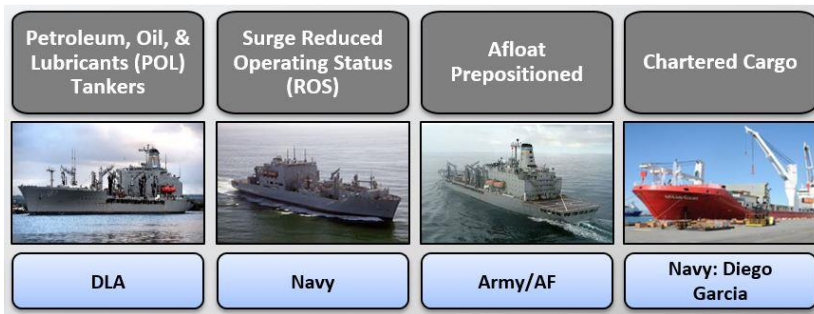 Petroleum, Oil, &
Lubricants (POL)
Tankers
Surge Reduced
Operating Status
(ROS)
Afloat
Prepositioned
Chartered Cargo
DLA
Navy
Army/AF
Navy: Diego
Garcia